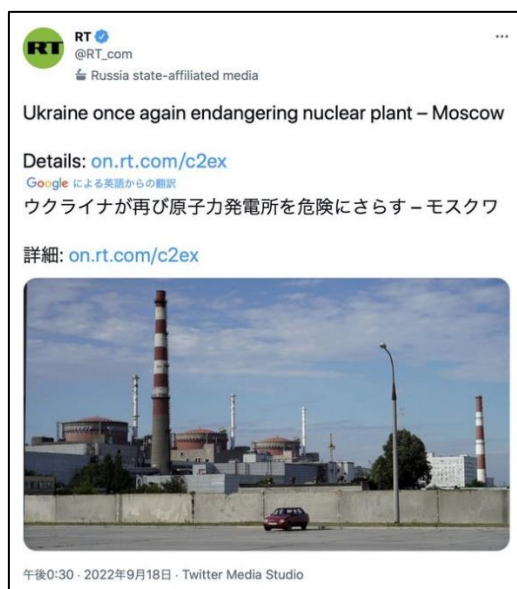 RT
RT
@RT_com
Russia state-affiliated media
Ukraine once again endangering nuclear plant – Moscow
Details: on.rt.com/c2ex
Google による英語からの翻訳
ウクライナが再び原子力発電所を危険にさらす – モスクワ
詳細: on.rt.com/c2ex
午後0:30 · 2022年9月18日 · Twitter Media Studio